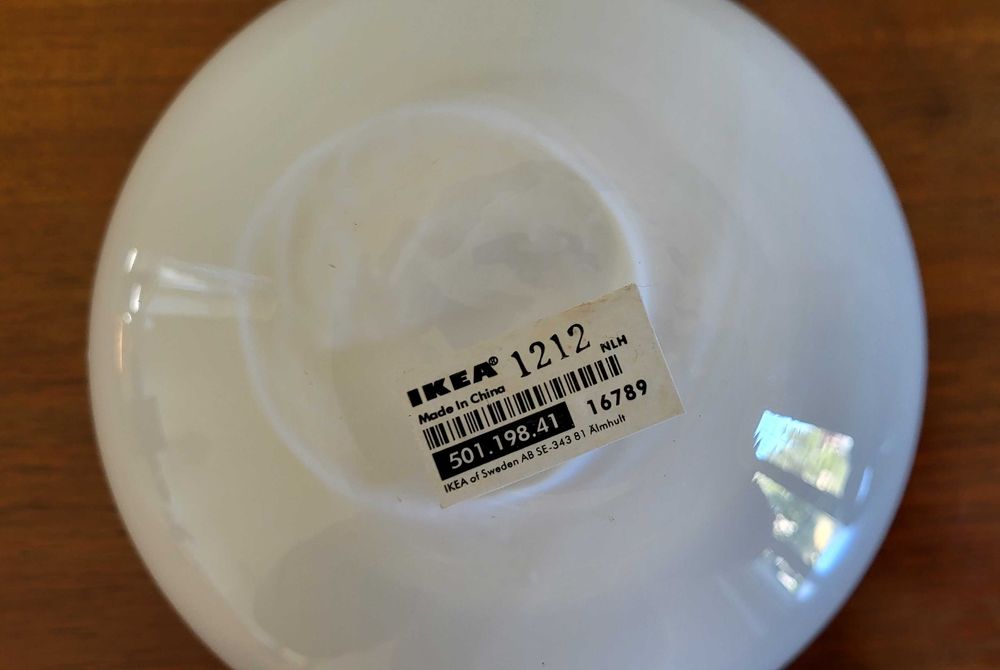 IKEA® 1212 NLH
Made in China
501.198.41 16789
IKEA of Sweden AB SE-343 81 Älmhult